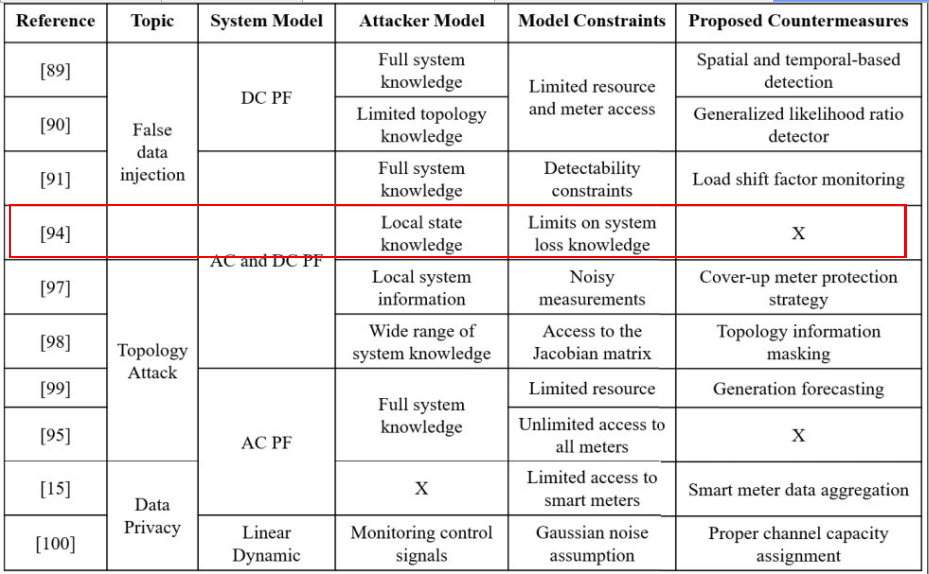 Reference Topic System Model Attacker Model Model Constraints Proposed Countermeasures
[89]
False
data
injection
DC PF
Full system
knowledge
Limited resource
and meter access
Spatial and temporal-based
detection
[90]
Limited topology
knowledge
Generalized likelihood ratio
detector
[91]
AC and DC PF
Full system
knowledge
Detectability
constraints
Load shift factor monitoring
[94]
Topology
Attack
Local state
knowledge
Limits on system
loss knowledge
X
[97]
Local system
information
Noisy
measurements
Cover-up meter protection
strategy
[98]
Wide range of
system knowledge
Access to the
Jacobian matrix
Topology information
masking
[99]
AC PF
Full system
knowledge
Limited resource
Generation forecasting
[95]
Unlimited access to
all meters
X
[15]
Data
Privacy
X
Limited access to
smart meters
Smart meter data aggregation
[100]
Linear
Dynamic
Monitoring control
signals
Gaussian noise
assumption
Proper channel capacity
assignment